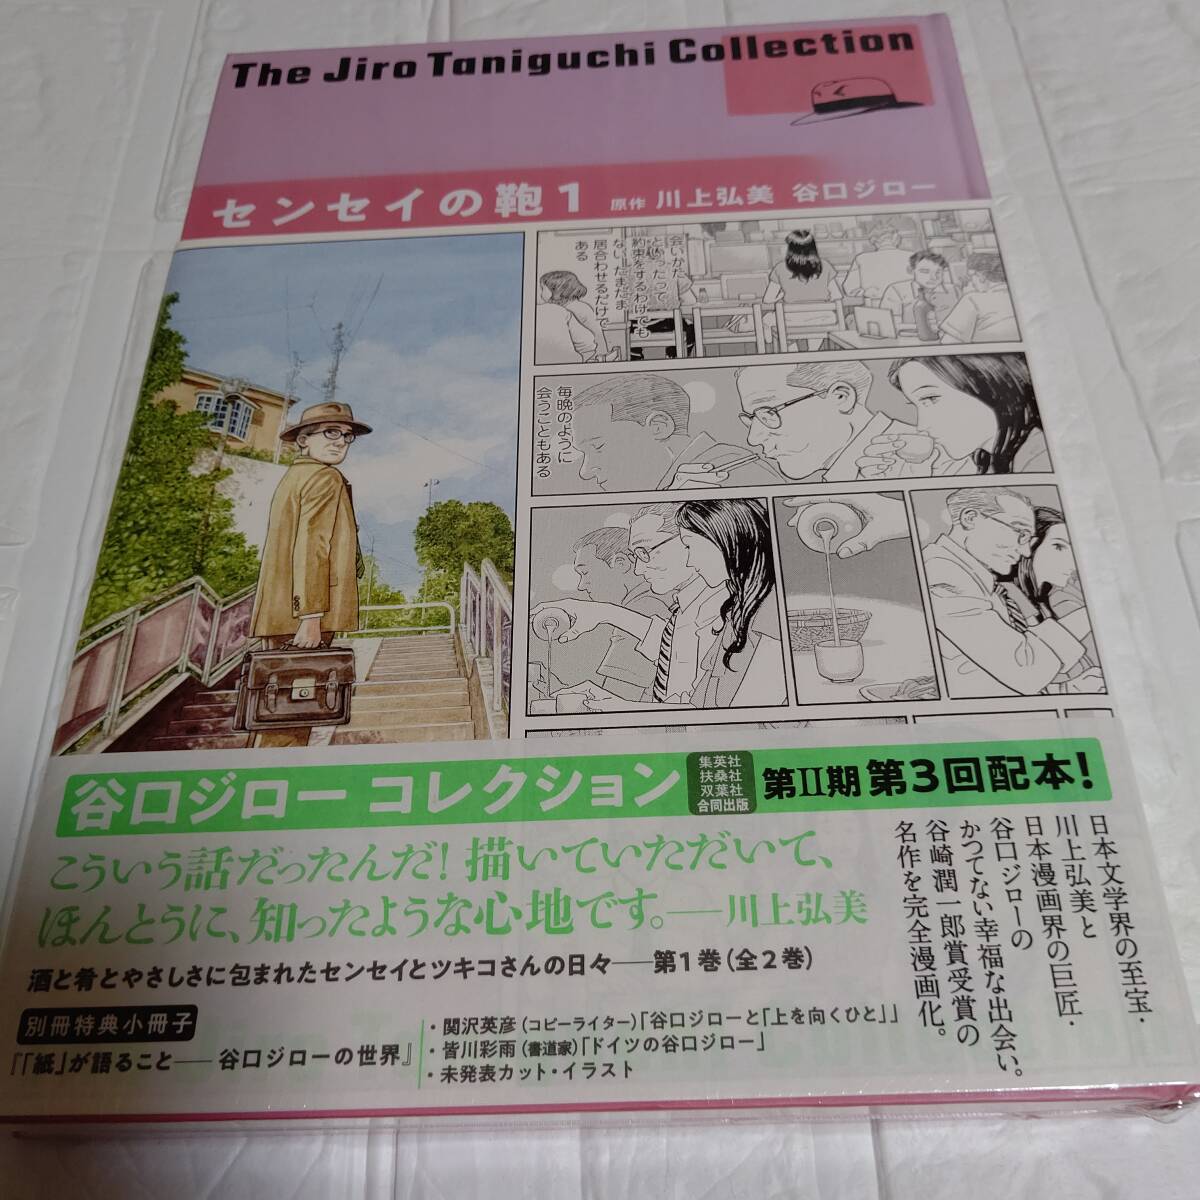 The Jiro Taniguchi Collection
センセイの鞄 1 原作 川上弘美 谷口ジロー
会いかた
といったって
約束をするわけでも
ない。たまたま
居合わせるだけで
ある
毎晩のように
会うこともある
谷口ジロー コレクション
集英社
扶桑社
双葉社
合同出版
第II期 第3回配本!
こういう話だったんだ! 描いていただいて、
ほんとうに、知ったような心地です。──川上弘美
酒と肴とやさしさに包まれたセンセイとツキコさんの日々──第1巻(全2巻)
日本文学界の至宝・
川上弘美と
日本漫画界の巨匠・
谷口ジローの
かつてない幸福な出会い。
谷崎潤一郎賞受賞の
名作を完全漫画化。
別冊特典小冊子
『「紙」が語ること── 谷口ジローの世界』
・関沢英彦(コピーライター)「谷口ジローと「上を向くひと」」
・皆川彩雨(書道家)「ドイツの谷口ジロー」
・未発表カット・イラスト